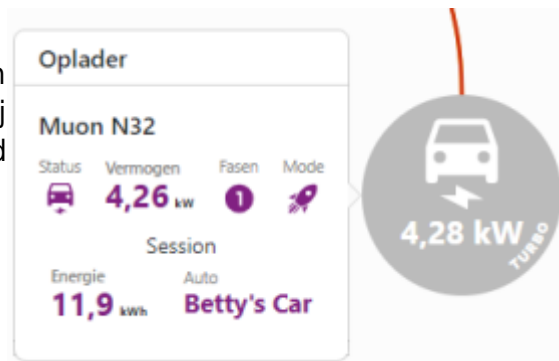 Oplader
Muon N32
Status Vermogen Fasen Mode
4,26 kW 1
Session
Energie Auto
11,9 kWh Betty's Car
4,28 kW
TURBO
j
d